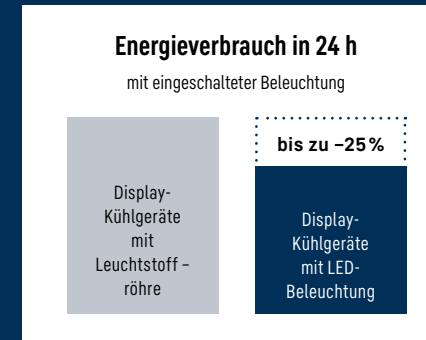 Energieverbrauch in 24 h
mit eingeschalteter Beleuchtung
Display-
Kühlgeräte
mit
Leuchtstoff –
röhre
bis zu –25 %
Display-
Kühlgeräte
mit LED-
Beleuchtung